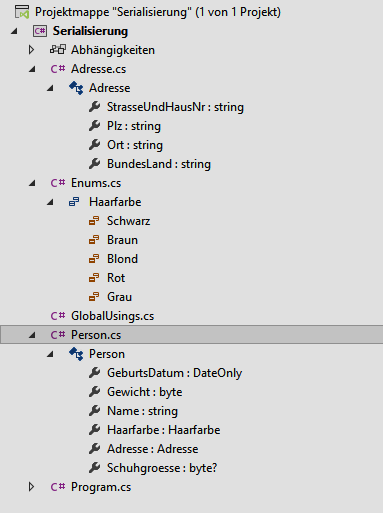 Projektmappe "Serialisierung" (1 von 1 Projekt)
C# Serialisierung
Abhängigkeiten
C# Adresse.cs
Adresse
StrasseUndHausNr : string
Plz : string
Ort : string
BundesLand : string
C# Enums.cs
Haarfarbe
Schwarz
Braun
Blond
Rot
Grau
C# GlobalUsings.cs
C# Person.cs
Person
GeburtsDatum : DateOnly
Gewicht : byte
Name : string
Haarfarbe : Haarfarbe
Adresse : Adresse
Schuhgroesse : byte?
C# Program.cs